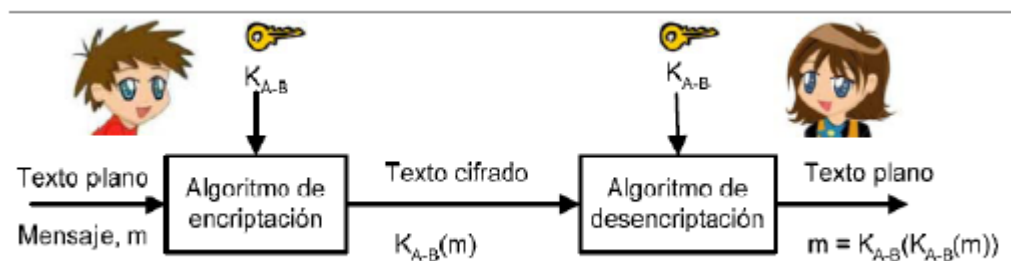 K_A-B
K_A-B
Texto plano
Mensaje, m
Algoritmo de
encriptación
Texto cifrado
K_A-B(m)
Algoritmo de
desencriptación
Texto plano
m = K_A-B(K_A-B(m))